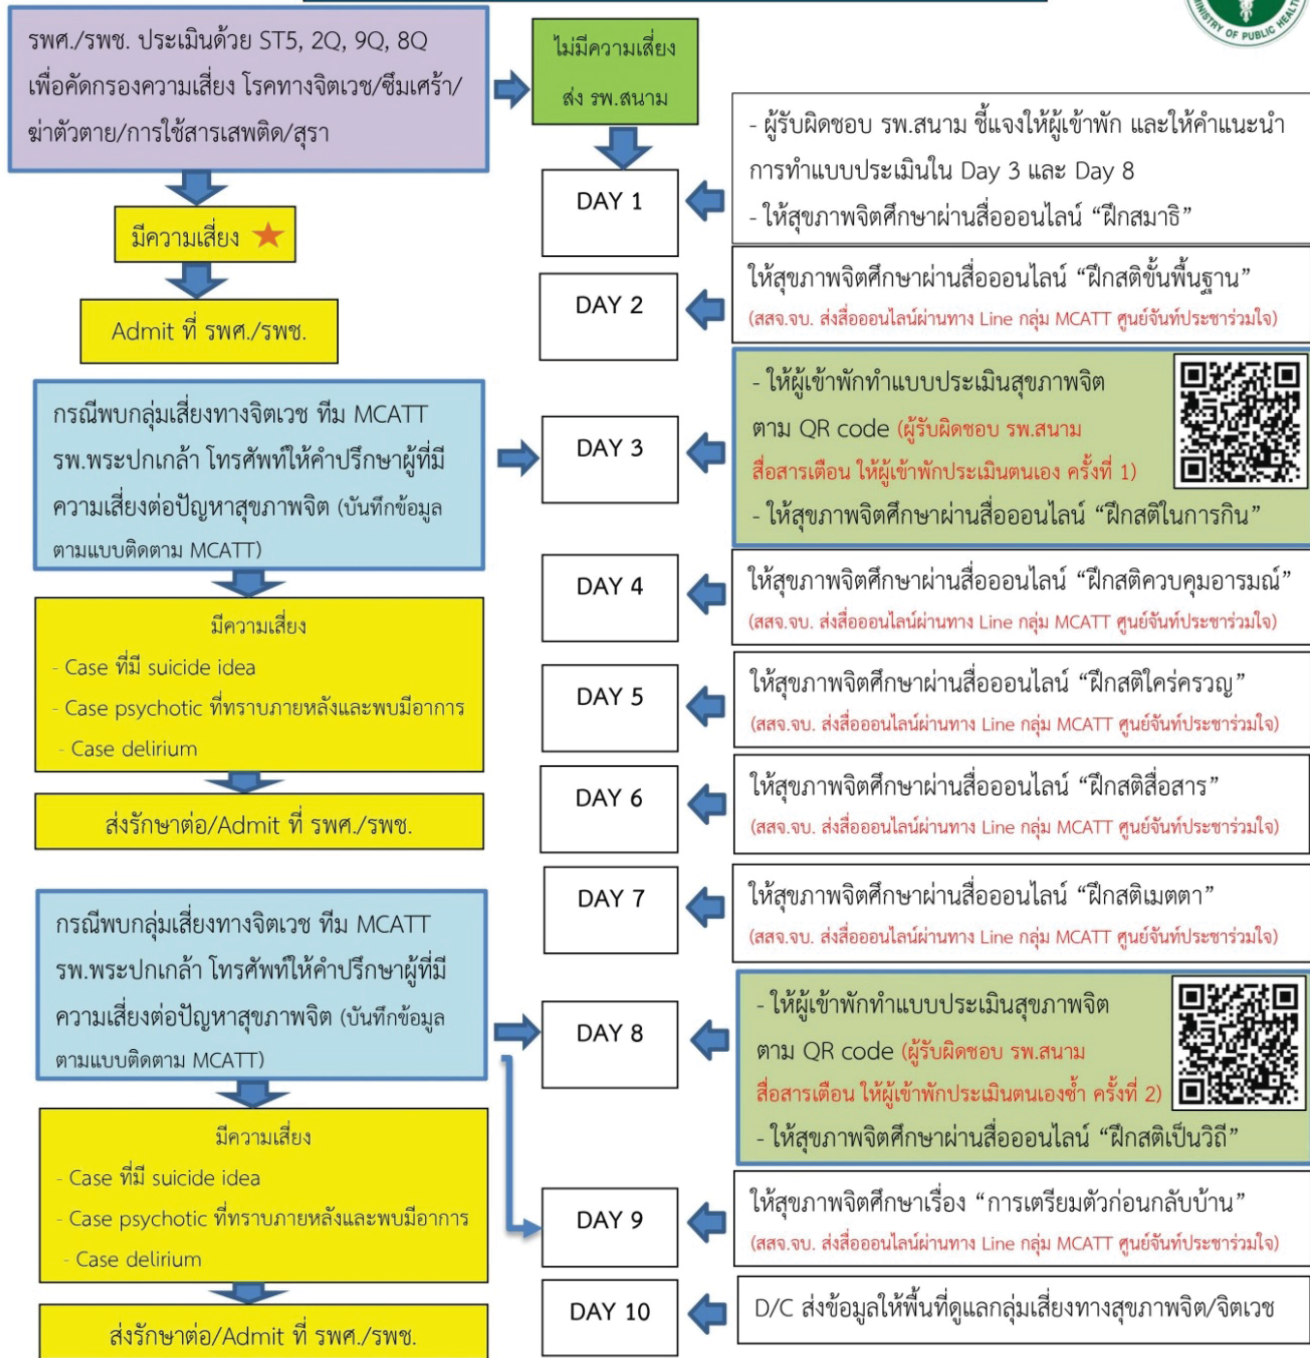 MINISTRY OF PUBLIC HEALTH
รพศ./รพช. ประเมินด้วย ST5, 2Q, 9Q, 8Q
เพื่อคัดกรองความเสี่ยง โรคทางจิตเวช/ซึมเศร้า/
ฆ่าตัวตาย/การใช้สารเสพติด/สุรา
ไม่มีความเสี่ยง
ส่ง รพ.สนาม
มีความเสี่ยง
Admit ที่ รพศ./รพช.
DAY 1
- ผู้รับผิดชอบ รพ.สนาม ชี้แจงให้ผู้เข้าพัก และให้คำแนะนำ
การทำแบบประเมินใน Day 3 และ Day 8
- ให้สุขภาพจิตศึกษาผ่านสื่อออนไลน์ “ฝึกสมาธิ”
DAY 2
ให้สุขภาพจิตศึกษาผ่านสื่อออนไลน์ “ฝึกสติขั้นพื้นฐาน”
(สสจ.จบ. ส่งสื่อออนไลน์ผ่านทาง Line กลุ่ม MCATT ศูนย์จันท์ประชาร่วมใจ)
กรณีพบกลุ่มเสี่ยงทางจิตเวช ทีม MCATT
รพ.พระปกเกล้า โทรศัพท์ให้คำปรึกษาผู้ที่มี
ความเสี่ยงต่อปัญหาสุขภาพจิต (บันทึกข้อมูล
ตามแบบติดตาม MCATT)
DAY 3
- ให้ผู้เข้าพักทำแบบประเมินสุขภาพจิต
ตาม QR code (ผู้รับผิดชอบ รพ.สนาม
สื่อสารเตือน ให้ผู้เข้าพักประเมินตนเอง ครั้งที่ 1)
- ให้สุขภาพจิตศึกษาผ่านสื่อออนไลน์ “ฝึกสติในการกิน”
มีความเสี่ยง
- Case ที่มี suicide idea
- Case psychotic ที่ทราบภายหลังและพบมีอาการ
- Case delirium
ส่งรักษาต่อ/Admit ที่ รพศ./รพช.
DAY 4
ให้สุขภาพจิตศึกษาผ่านสื่อออนไลน์ “ฝึกสติควบคุมอารมณ์”
(สสจ.จบ. ส่งสื่อออนไลน์ผ่านทาง Line กลุ่ม MCATT ศูนย์จันท์ประชาร่วมใจ)
DAY 5
ให้สุขภาพจิตศึกษาผ่านสื่อออนไลน์ “ฝึกสติใคร่ครวญ”
(สสจ.จบ. ส่งสื่อออนไลน์ผ่านทาง Line กลุ่ม MCATT ศูนย์จันท์ประชาร่วมใจ)
DAY 6
ให้สุขภาพจิตศึกษาผ่านสื่อออนไลน์ “ฝึกสติสื่อสาร”
(สสจ.จบ. ส่งสื่อออนไลน์ผ่านทาง Line กลุ่ม MCATT ศูนย์จันท์ประชาร่วมใจ)
DAY 7
ให้สุขภาพจิตศึกษาผ่านสื่อออนไลน์ “ฝึกสติเมตตา”
(สสจ.จบ. ส่งสื่อออนไลน์ผ่านทาง Line กลุ่ม MCATT ศูนย์จันท์ประชาร่วมใจ)
กรณีพบกลุ่มเสี่ยงทางจิตเวช ทีม MCATT
รพ.พระปกเกล้า โทรศัพท์ให้คำปรึกษาผู้ที่มี
ความเสี่ยงต่อปัญหาสุขภาพจิต (บันทึกข้อมูล
ตามแบบติดตาม MCATT)
DAY 8
- ให้ผู้เข้าพักทำแบบประเมินสุขภาพจิต
ตาม QR code (ผู้รับผิดชอบ รพ.สนาม
สื่อสารเตือน ให้ผู้เข้าพักประเมินตนเองซ้ำ ครั้งที่ 2)
- ให้สุขภาพจิตศึกษาผ่านสื่อออนไลน์ “ฝึกสติเป็นวิถี”
มีความเสี่ยง
- Case ที่มี suicide idea
- Case psychotic ที่ทราบภายหลังและพบมีอาการ
- Case delirium
ส่งรักษาต่อ/Admit ที่ รพศ./รพช.
DAY 9
ให้สุขภาพจิตศึกษาเรื่อง “การเตรียมตัวก่อนกลับบ้าน”
(สสจ.จบ. ส่งสื่อออนไลน์ผ่านทาง Line กลุ่ม MCATT ศูนย์จันท์ประชาร่วมใจ)
DAY 10
D/C ส่งข้อมูลให้พื้นที่ดูแลกลุ่มเสี่ยงทางสุขภาพจิต/จิตเวช